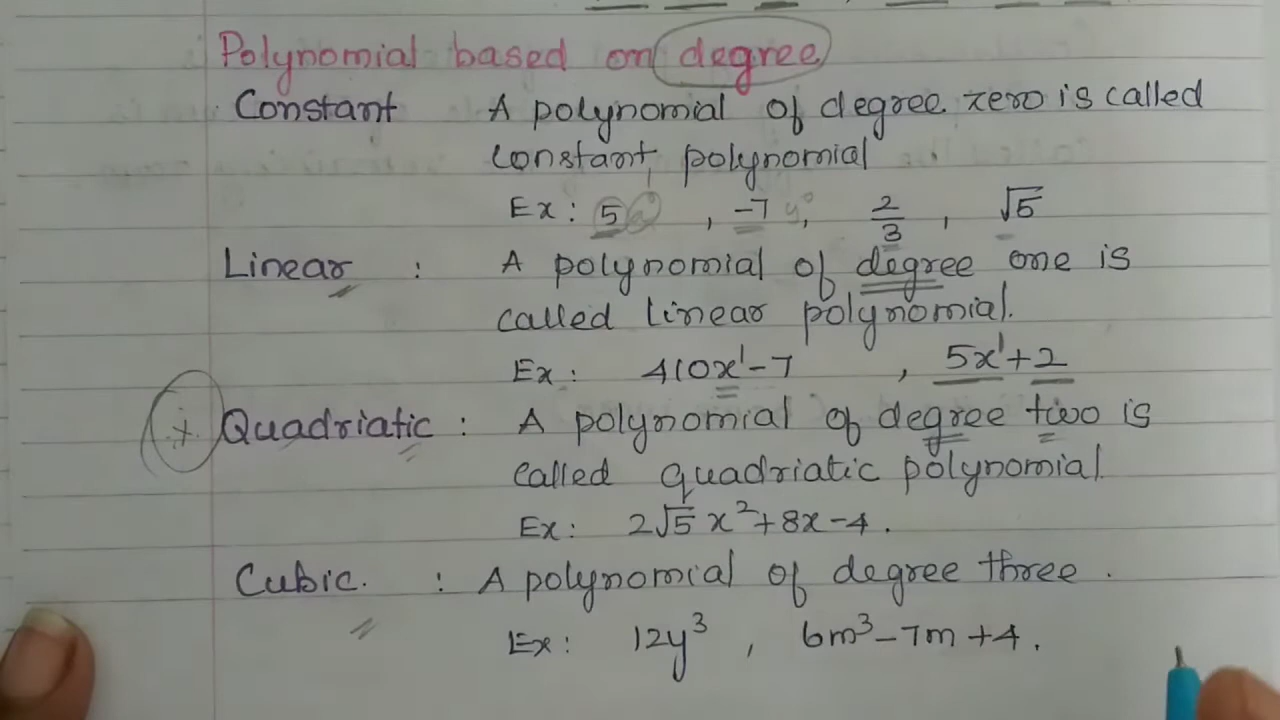 Polynomial based on degree
Constant A polynomial of degree zero is called
constant polynomial
Ex: 5 , -7 y⁰, 2/3 , √5
Linear : A polynomial of degree one is
called linear polynomial.
Ex: 410x¹-7 , 5x¹+2
Quadriatic : A polynomial of degree two is
called quadriatic polynomial
Ex: 2√5 x²+8x-4.
Cubic. : A polynomial of degree three.
Ex: 12y³ , 6m³-7m+4.